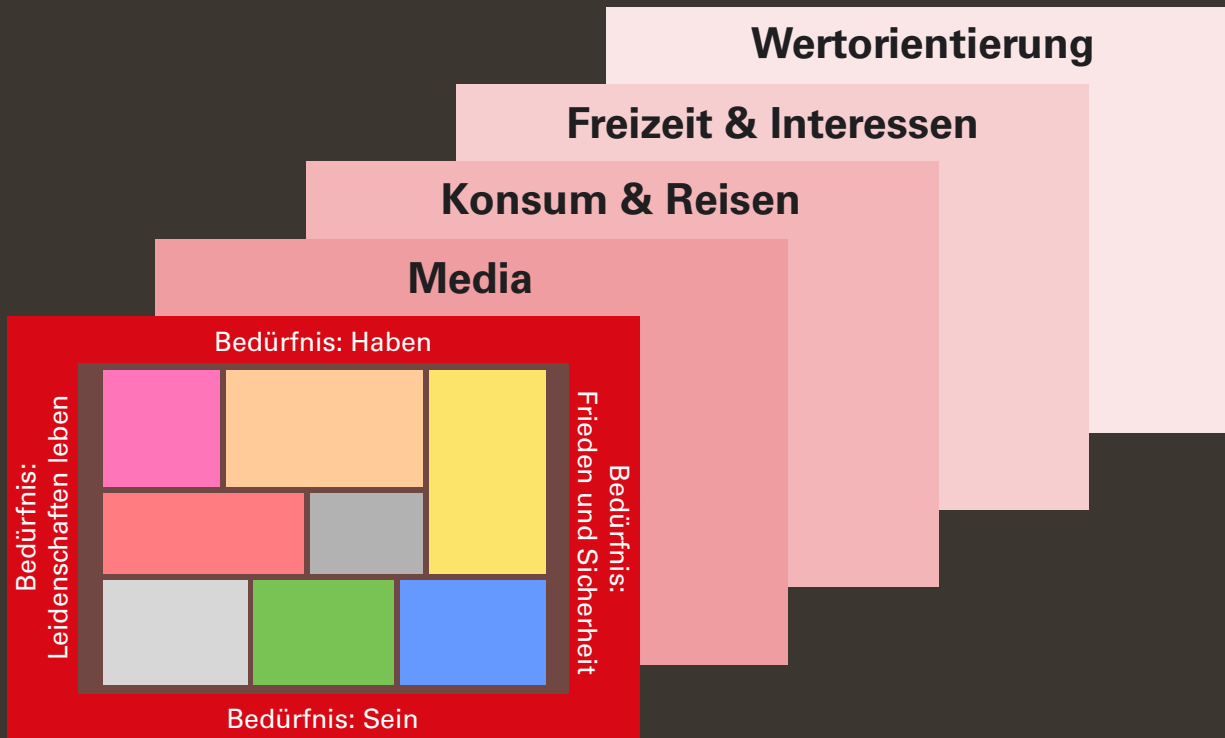 Wertorientierung
Freizeit & Interessen
Konsum & Reisen
Media
Bedürfnis: Haben
Bedürfnis:
Leidenschaften leben
Bedürfnis:
Frieden und Sicherheit
Bedürfnis: Sein